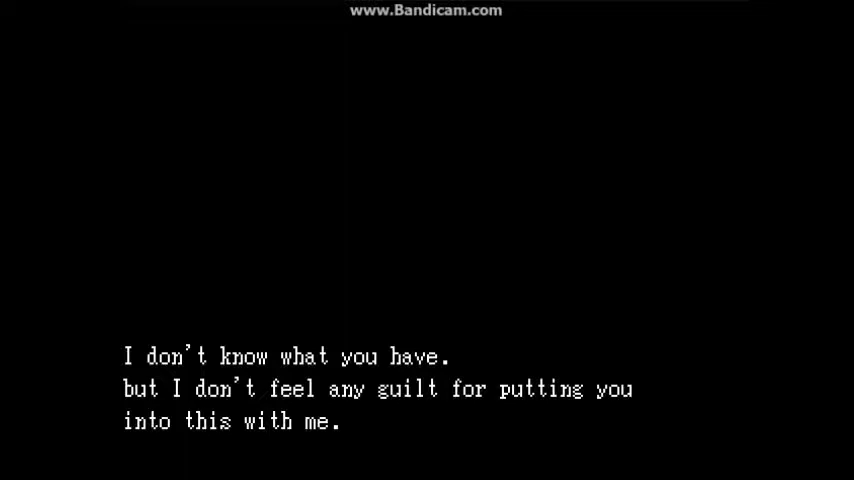 www.Bandicam.com
I don't know what you have.
but I don't feel any guilt for putting you
into this with me.